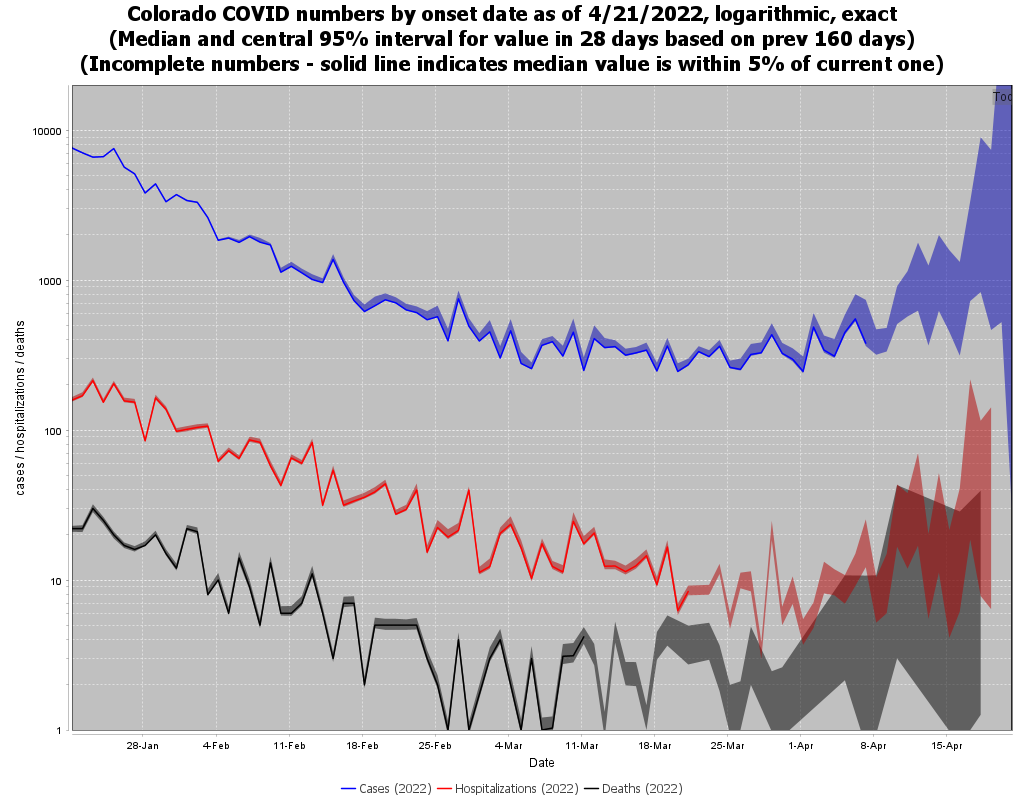 Colorado COVID numbers by onset date as of 4/21/2022, logarithmic, exact
(Median and central 95% interval for value in 28 days based on prev 160 days)
(Incomplete numbers - solid line indicates median value is within 5% of current one)
10000
1000
100
10
1
cases / hospitalizations / deaths
28-Jan 4-Feb 11-Feb 18-Feb 25-Feb 4-Mar 11-Mar 18-Mar 25-Mar 1-Apr 8-Apr 15-Apr
Date
Cases (2022) Hospitalizations (2022) Deaths (2022)